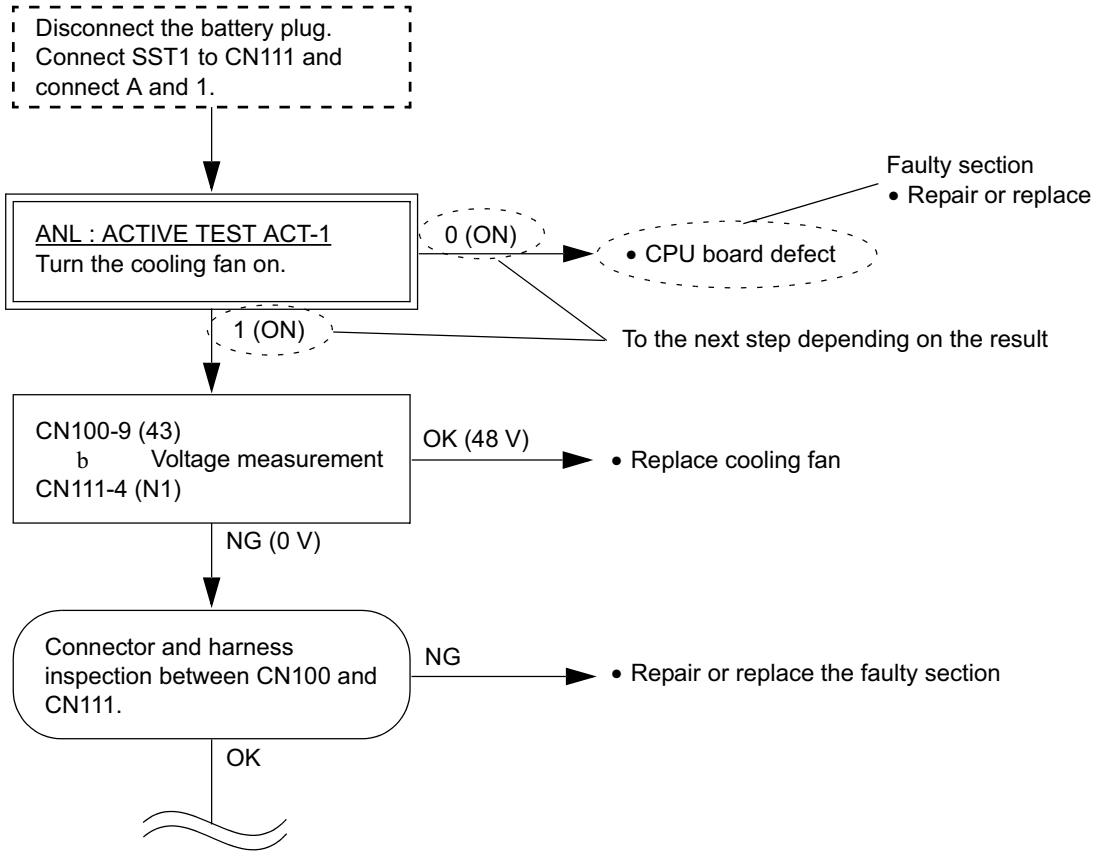 Disconnect the battery plug.
Connect SST1 to CN111 and
connect A and 1.
Faulty section
• Repair or replace
ANL : ACTIVE TEST ACT-1
Turn the cooling fan on.
0 (ON)
• CPU board defect
1 (ON)
To the next step depending on the result
CN100-9 (43)
b Voltage measurement
CN111-4 (N1)
OK (48 V)
• Replace cooling fan
NG (0 V)
Connector and harness
inspection between CN100 and
CN111.
NG
• Repair or replace the faulty section
OK